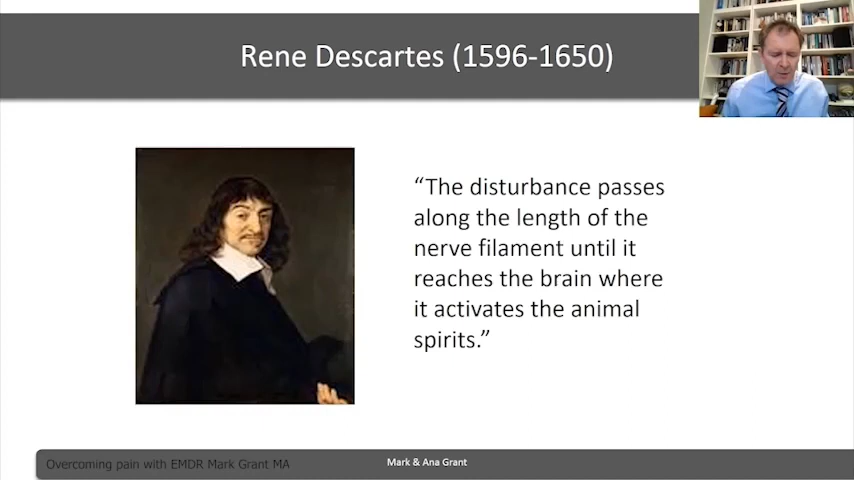 Rene Descartes (1596-1650)
“The disturbance passes
along the length of the
nerve filament until it
reaches the brain where
it activates the animal
spirits.”
Overcoming pain with EMDR Mark Grant MA
Mark & Ana Grant